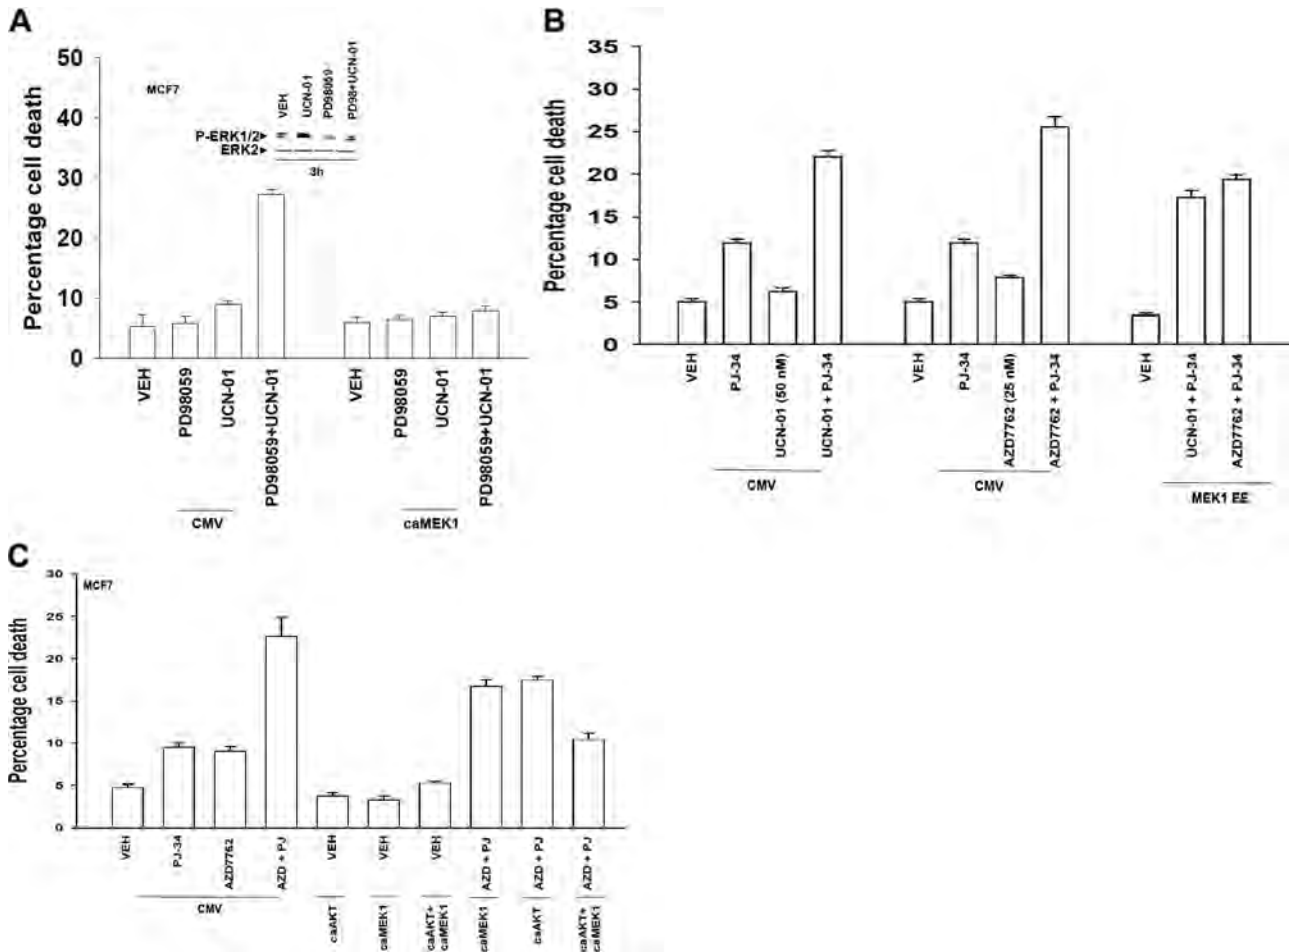 A
Percentage cell death
50
40
30
20
10
0
MCF7
VEH
UCN-01
PD98059
PD98+UCN-01
P-ERK1/2
ERK2
3h
VEH
PD98059
UCN-01
PD98059+UCN-01
VEH
PD98059
UCN-01
PD98059+UCN-01
CMV
caMEK1
B
Percentage cell death
35
30
25
20
15
10
5
0
VEH
PJ-34
UCN-01 (50 nM)
UCN-01 + PJ-34
VEH
PJ-34
AZD7762 (25 nM)
AZD7762 + PJ-34
VEH
UCN-01 + PJ-34
AZD7762 + PJ-34
CMV
CMV
MEK1 EE
C
Percentage cell death
30
25
20
15
10
5
0
MCF7
VEH
PJ-34
AZD7762
AZD + PJ
VEH
VEH
VEH
AZD + PJ
AZD + PJ
AZD + PJ
CMV
caAKT
caMEK1
caAKT+
caMEK1
caMEK1
caAKT
caAKT+
caMEK1